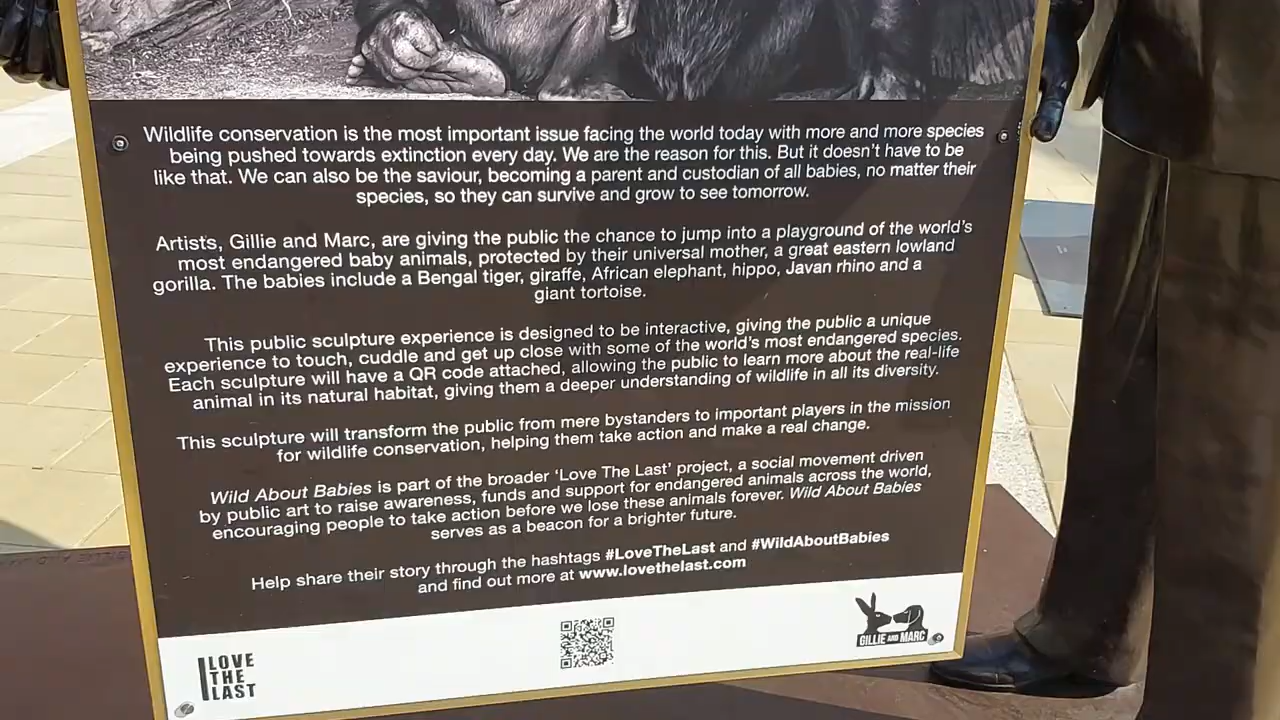 Wildlife conservation is the most important issue facing the world today with more and more species
being pushed towards extinction every day. We are the reason for this. But it doesn't have to be
like that. We can also be the saviour, becoming a parent and custodian of all babies, no matter their
species, so they can survive and grow to see tomorrow.
Artists, Gillie and Marc, are giving the public the chance to jump into a playground of the world's
most endangered baby animals, protected by their universal mother, a great eastern lowland
gorilla. The babies include a Bengal tiger, giraffe, African elephant, hippo, Javan rhino and a
giant tortoise.
This public sculpture experience is designed to be interactive, giving the public a unique
experience to touch, cuddle and get up close with some of the world's most endangered species.
Each sculpture will have a QR code attached, allowing the public to learn more about the real-life
animal in its natural habitat, giving them a deeper understanding of wildlife in all its diversity.
This sculpture will transform the public from mere bystanders to important players in the mission
for wildlife conservation, helping them take action and make a real change.
Wild About Babies is part of the broader 'Love The Last' project, a social movement driven
by public art to raise awareness, funds and support for endangered animals across the world,
encouraging people to take action before we lose these animals forever. Wild About Babies
serves as a beacon for a brighter future.
Help share their story through the hashtags #LoveTheLast and #WildAboutBabies
and find out more at www.lovethelast.com
LOVE
THE
LAST
GILLIE AND MARC